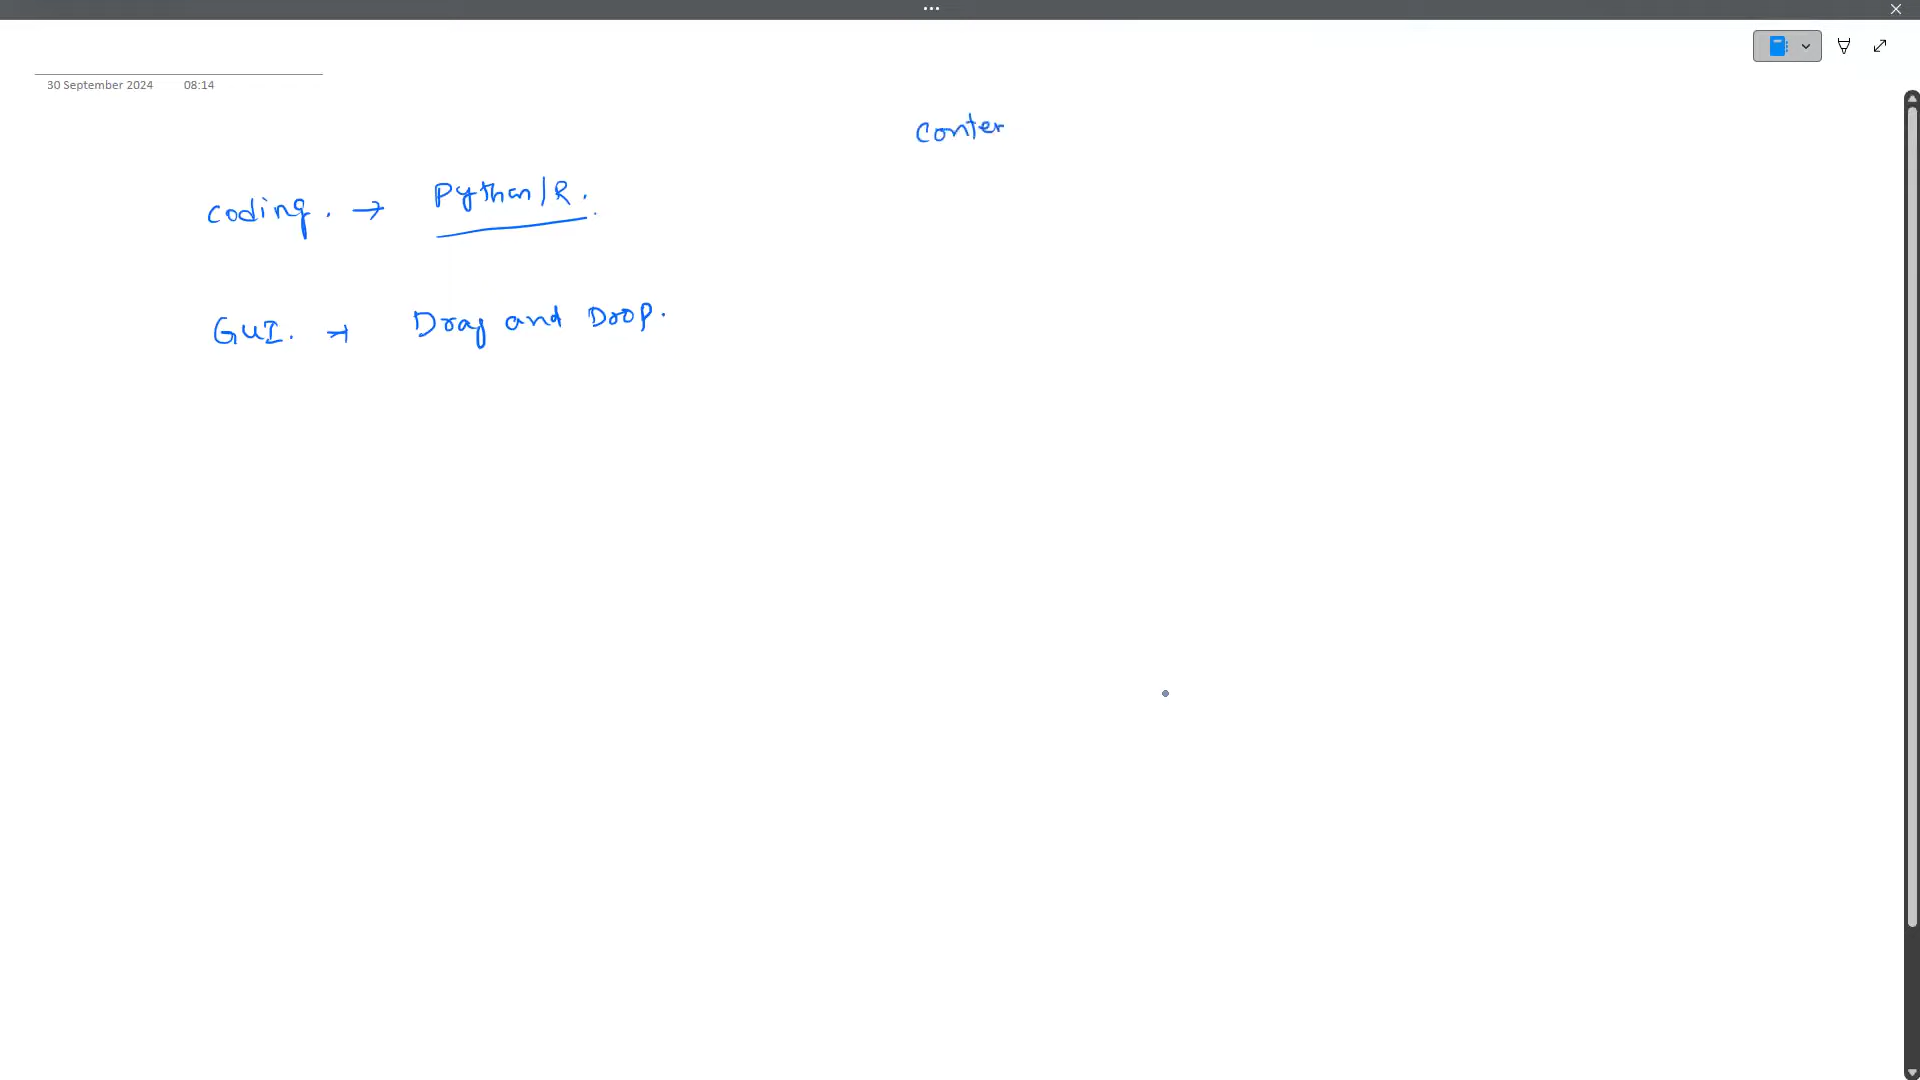 30 September 2024 08:14
Conter
Coding. → Python/R.
GUI. → Drag and Drop.